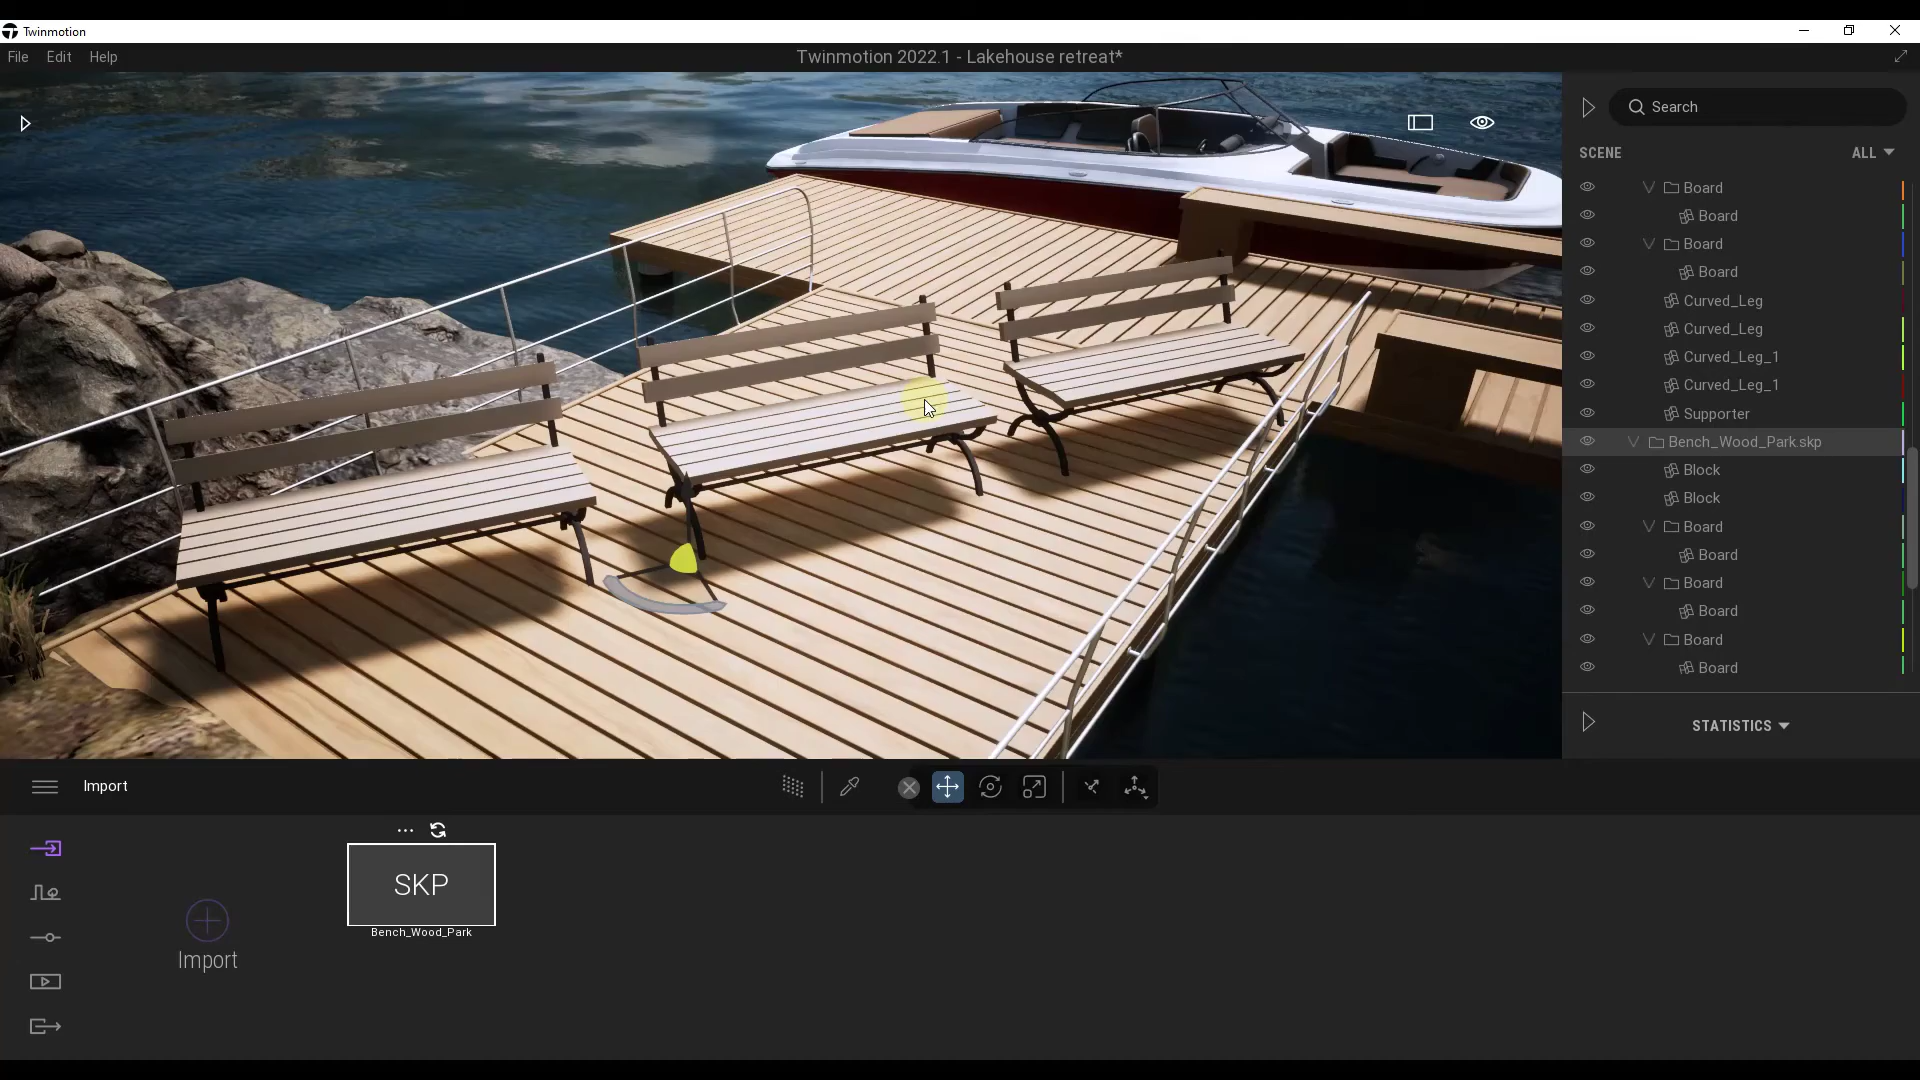 Twinmotion
File Edit Help
Twinmotion 2022.1 - Lakehouse retreat*
Search
SCENE
ALL
Board
Board
Board
Board
Curved_Leg
Curved_Leg
Curved_Leg_1
Curved_Leg_1
Supporter
Bench_Wood_Park.skp
Block
Block
Board
Board
Board
Board
Board
Board
STATISTICS
Import
SKP
Bench_Wood_Park
Import